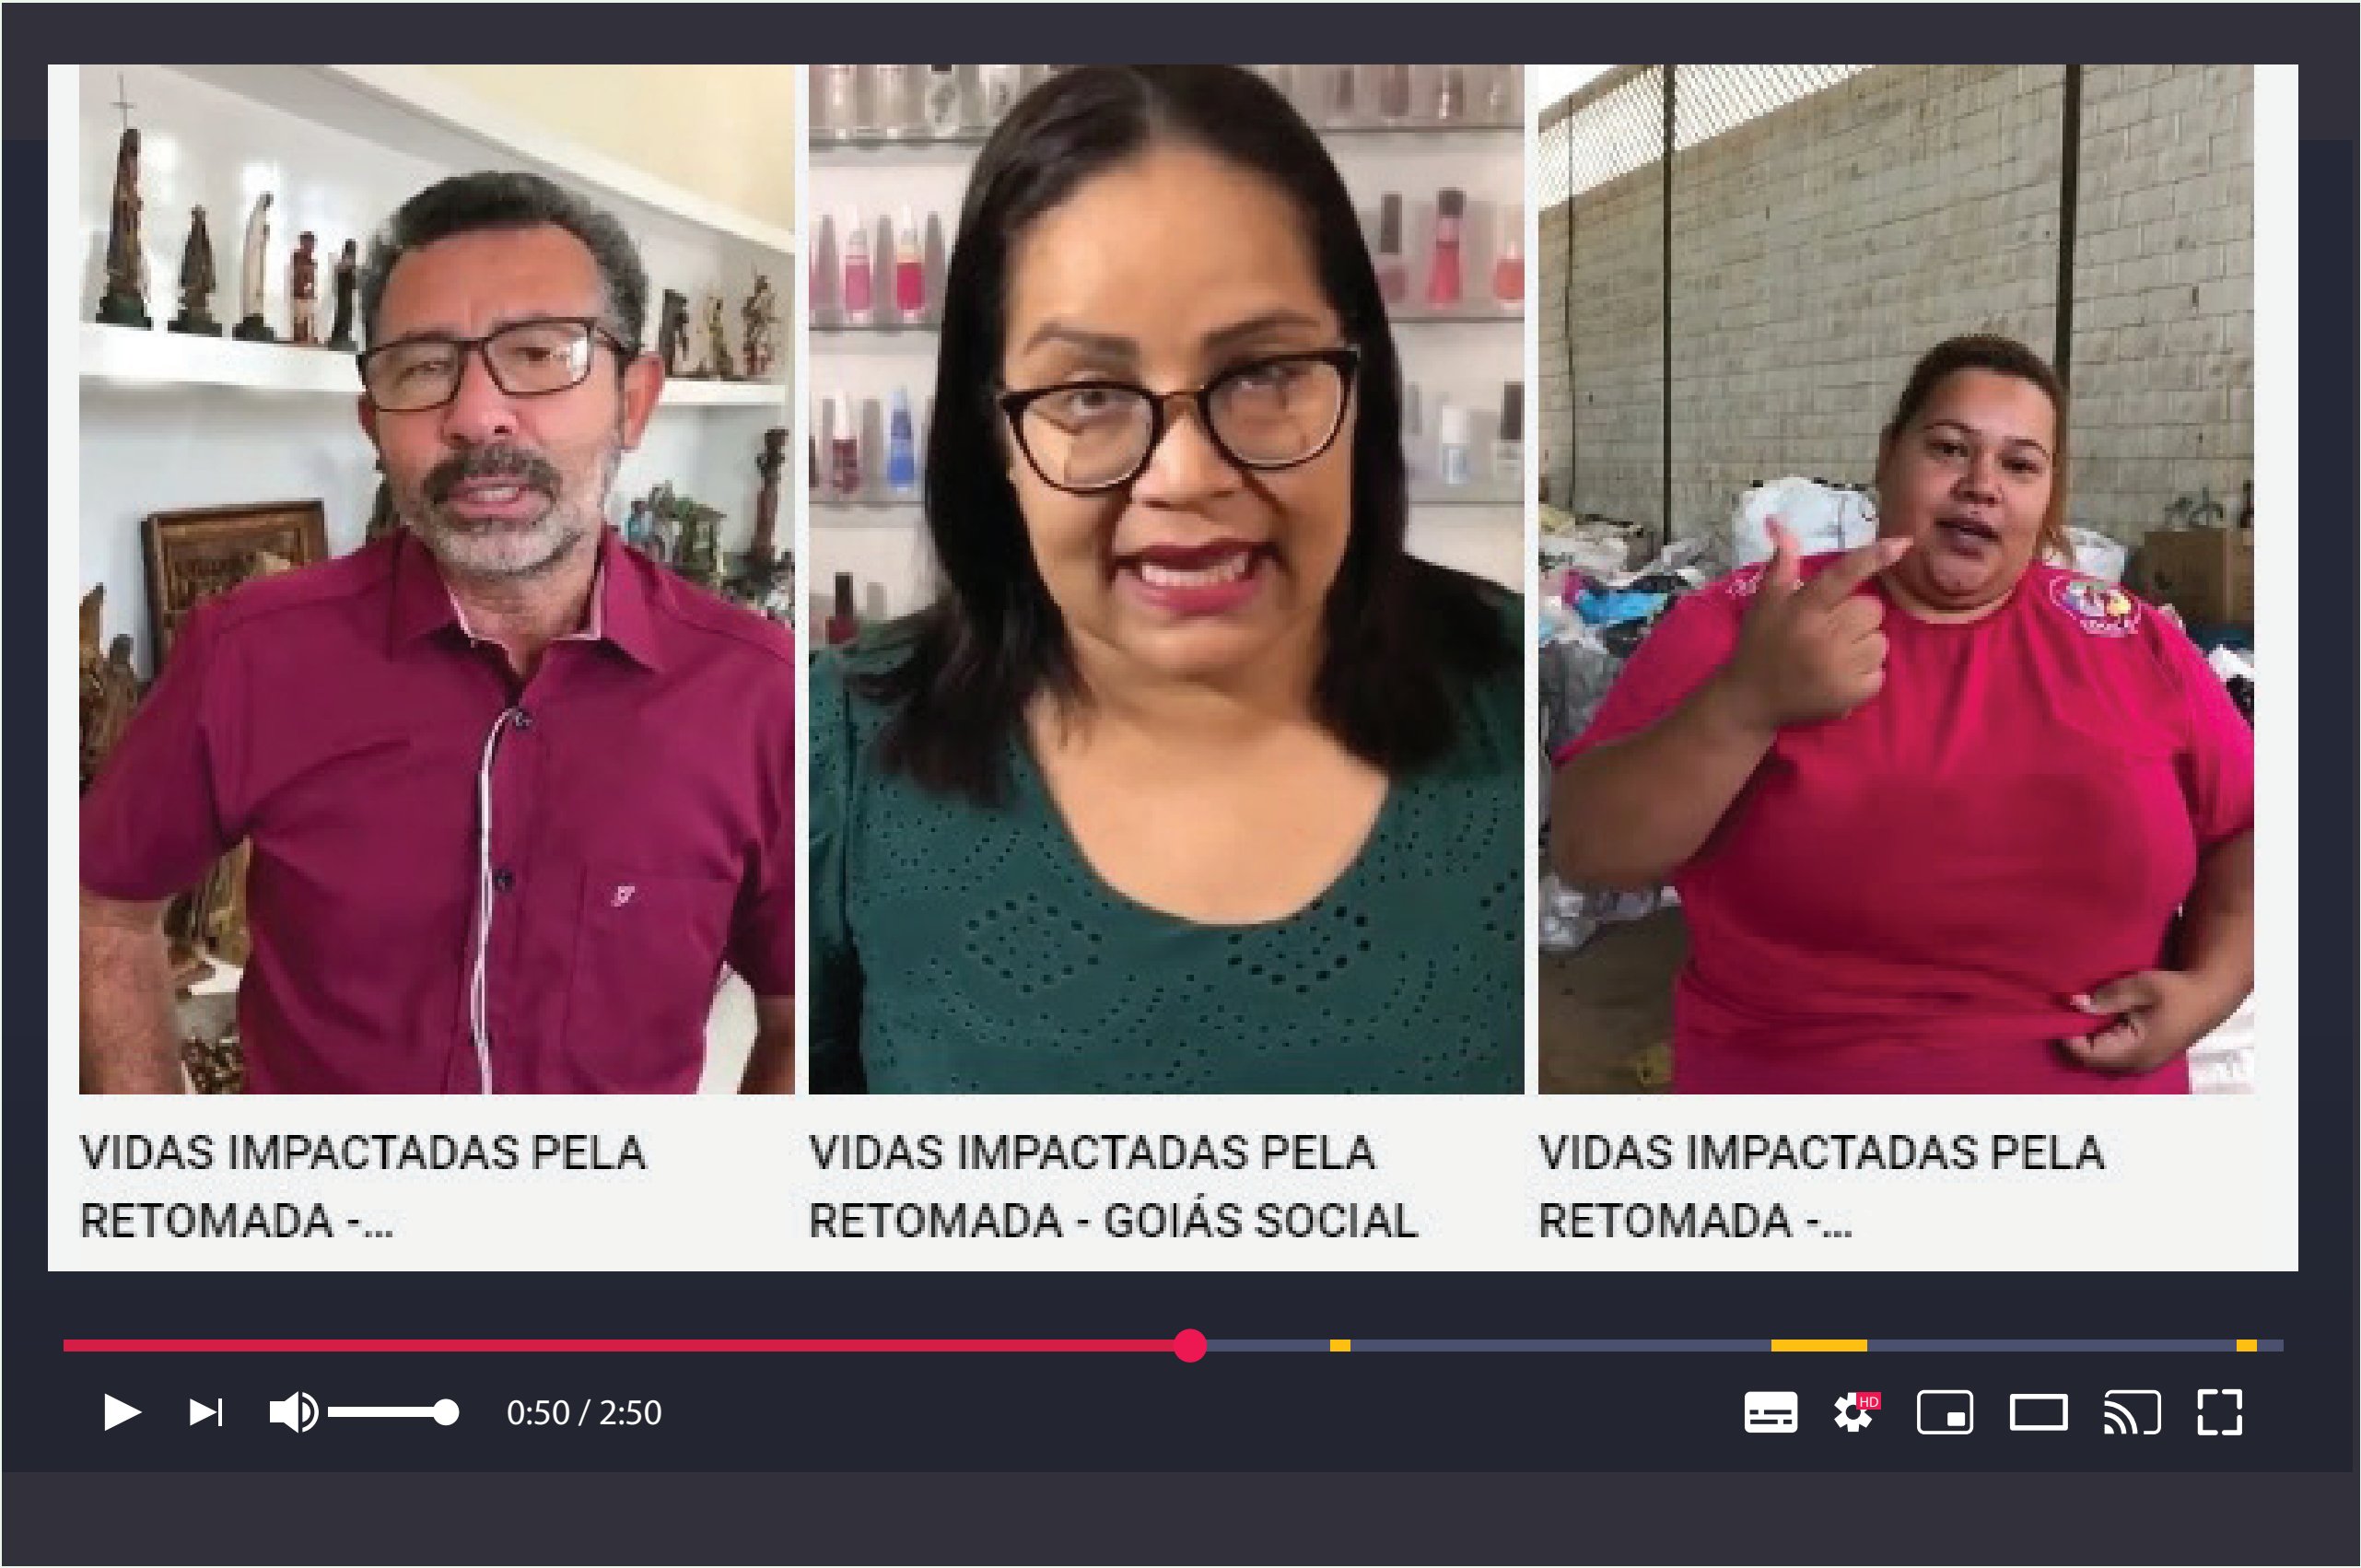 VIDAS IMPACTADAS PELA
RETOMADA -...
VIDAS IMPACTADAS PELA
RETOMADA - GOIÁS SOCIAL
VIDAS IMPACTADAS PELA
RETOMADA -...
0:50 / 2:50
HD